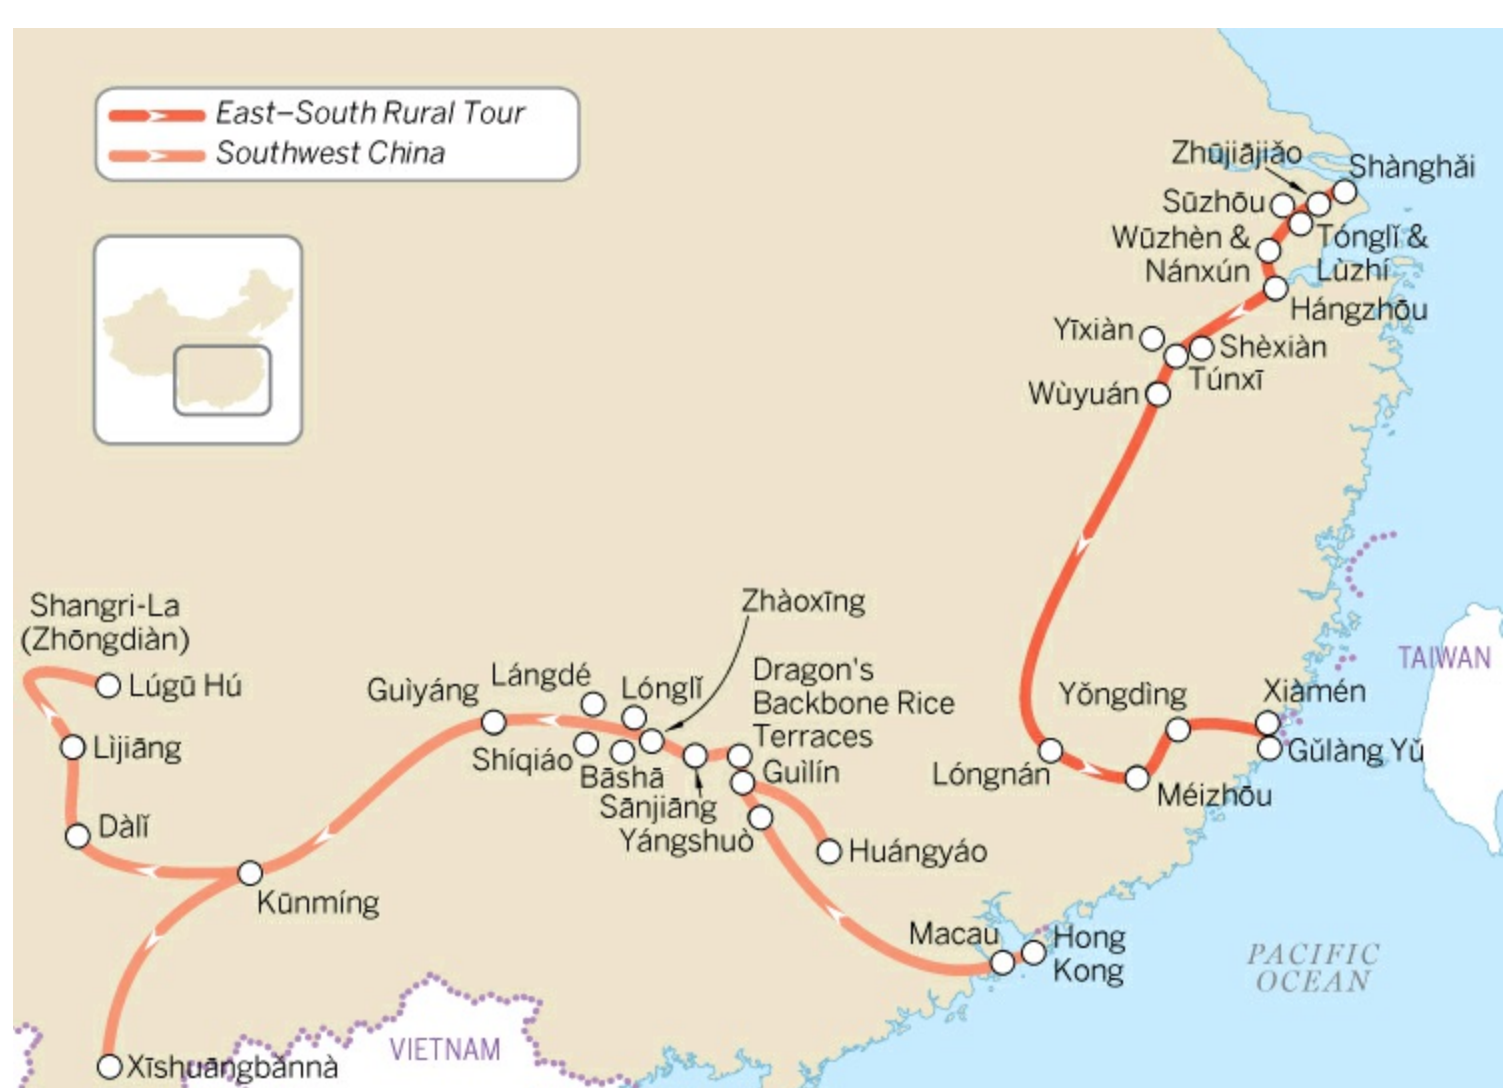 East–South Rural Tour
Southwest China
Zhūjiājiǎo
Shànghǎi
Sūzhōu
Wūzhèn &
Nánxún
Tónglǐ &
Lùzhí
Hángzhōu
Yīxiàn
Shèxiàn
Túnxī
Wùyuán
TAIWAN
Shangri-La
(Zhōngdiàn)
Lúgū Hú
Lìjiāng
Dàlǐ
Kūnmíng
Xīshuāngbǎnnà
Guìyáng
Lángdé
Lónglǐ
Zhàoxīng
Dragon's
Backbone Rice
Terraces
Shíqiáo
Bāshā
Sānjiāng
Guìlín
Yángshuò
Huángyáo
Yǒngdìng
Xiàmén
Gǔlàng Yǔ
Lóngnán
Méizhōu
Macau
Hong
Kong
PACIFIC
OCEAN
VIETNAM